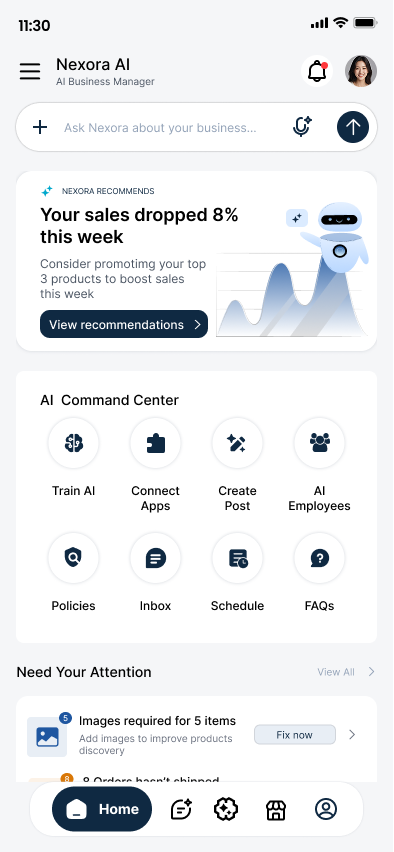 11:30
Nexora AI
AI Business Manager
Ask Nexora about your business...
NEXORA RECOMMENDS
Your sales dropped 8%
this week
Consider promotimg your top
3 products to boost sales
this week
View recommendations
AI Command Center
Train AI
Connect
Apps
Create
Post
AI
Employees
Policies
Inbox
Schedule
FAQs
Need Your Attention
View All
5
Images required for 5 items
Add images to improve products
discovery
Fix now
8
8 Orders hasn't shipped
Home